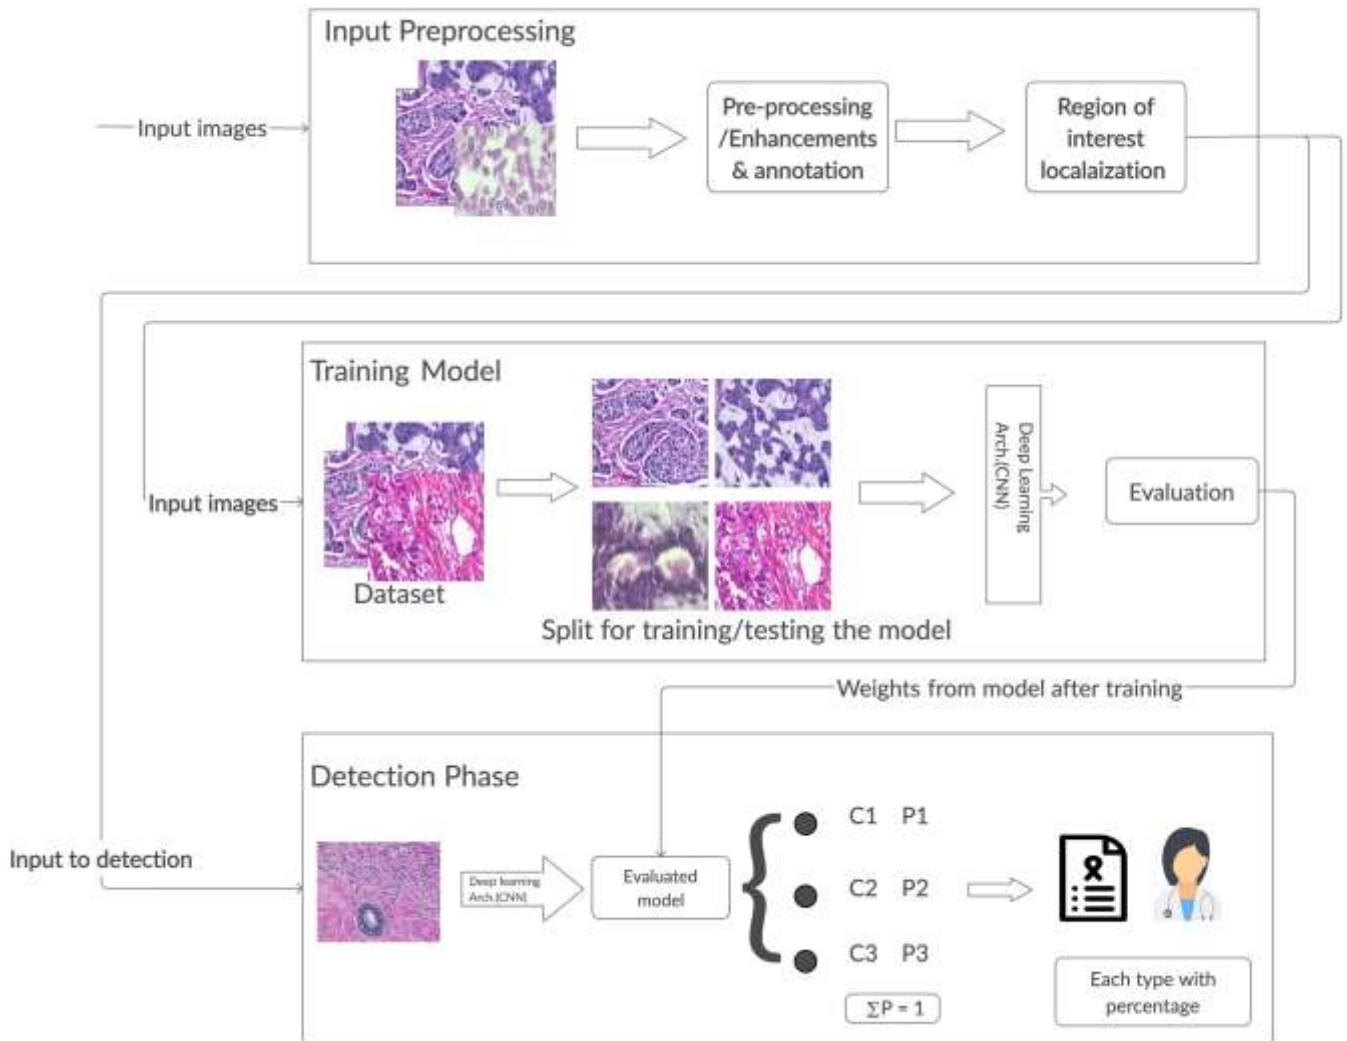 Input Preprocessing
Input images
Pre-processing
/Enhancements
& annotation
Region of
interest
localaization
Training Model
Input images
Dataset
Split for training/testing the model
Deep Learning
Arch.(CNN)
Evaluation
Weights from model after training
Detection Phase
Input to detection
Deep learning
Arch.(CNN)
Evaluated
model
C1 P1
C2 P2
C3 P3
∑P = 1
Each type with
percentage